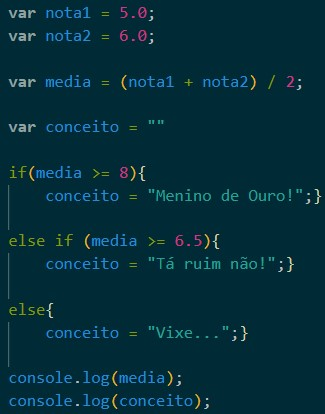 var nota1 = 5.0;
var nota2 = 6.0;
var media = (nota1 + nota2) / 2;
var conceito = ""
if(media >= 8){
conceito = "Menino de Ouro!";}
else if (media >= 6.5){
conceito = "Tá ruim não!";}
else{
conceito = "Vixe...";}
console.log(media);
console.log(conceito);